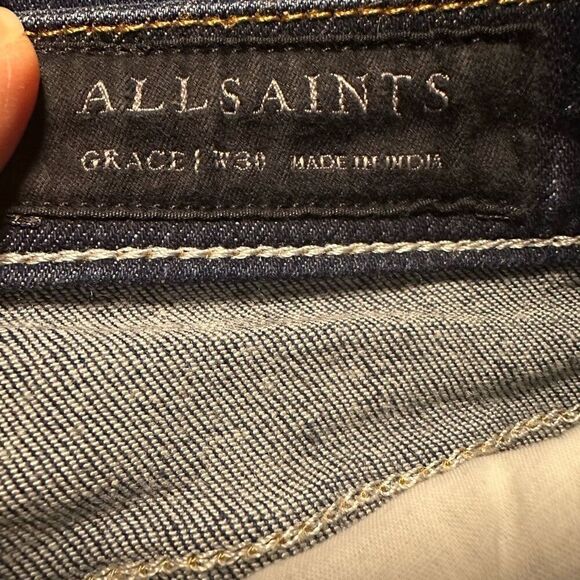 ALLSAINTS
GRACE / W30 MADE IN INDIA